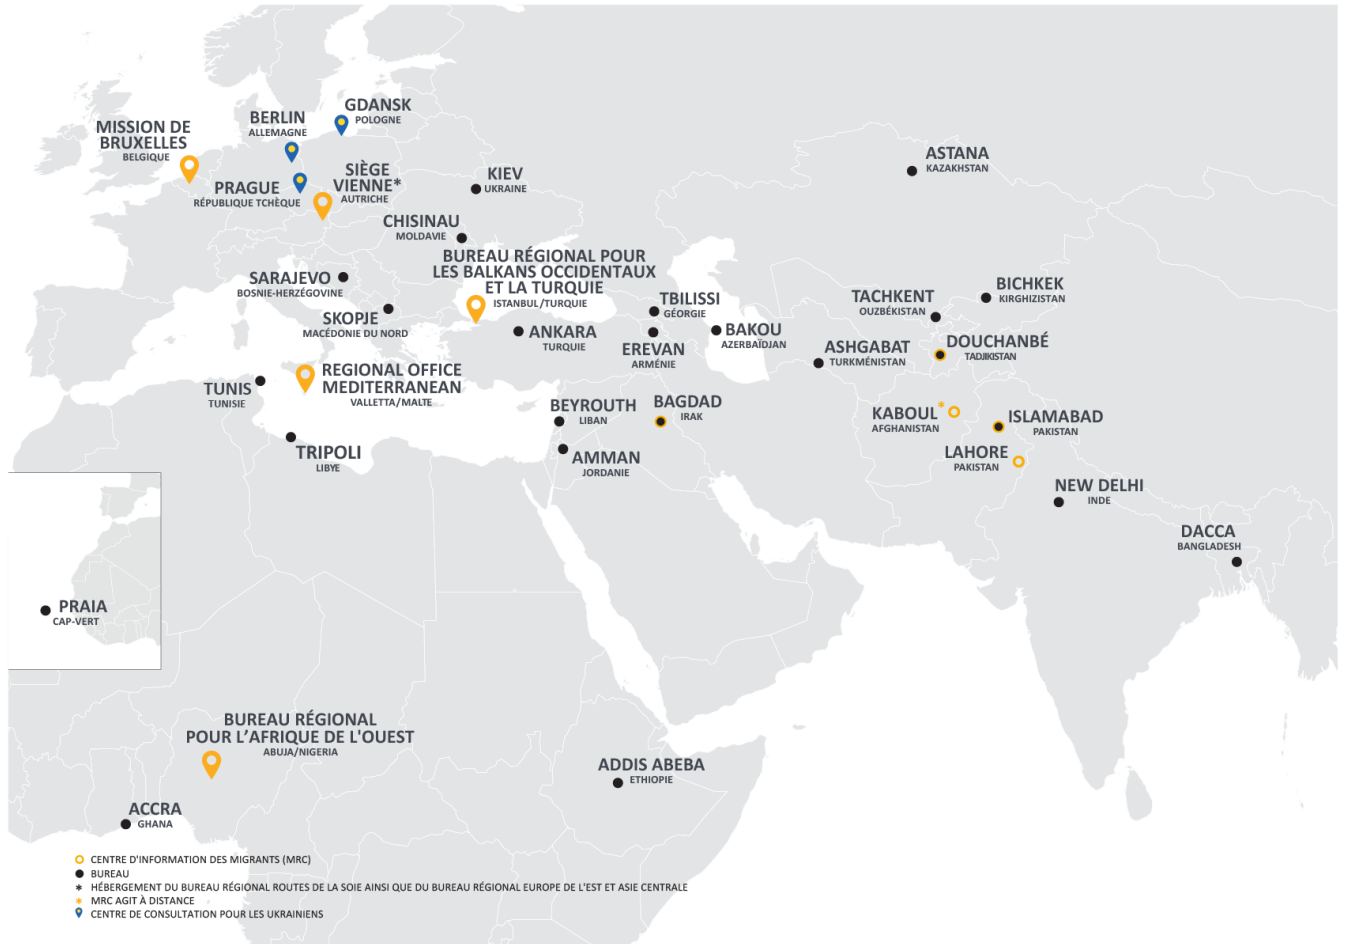 GDANSK
POLOGNE
BERLIN
ALLEMAGNE
MISSION DE
BRUXELLES
BELGIQUE
SIÈGE
VIENNE*
AUTRICHE
PRAGUE
RÉPUBLIQUE TCHÈQUE
KIEV
UKRAINE
ASTANA
KAZAKHSTAN
CHISINAU
MOLDAVIE
BUREAU RÉGIONAL POUR
LES BALKANS OCCIDENTAUX
ET LA TURQUIE
ISTANBUL/TURQUIE
SARAJEVO
BOSNIE-HERZÉGOVINE
SKOPJE
MACÉDOINE DU NORD
ANKARA
TURQUIE
TBILISSI
GÉORGIE
EREVAN
ARMÉNIE
BAKOU
AZERBAÏDJAN
BICHKEK
KIRGHIZISTAN
TACHKENT
OUZBÉKISTAN
DOUCHANBÉ
TADJIKISTAN
ASHGABAT
TURKMÉNISTAN
REGIONAL OFFICE
MEDITERRANEAN
VALLETTA/MALTE
TUNIS
TUNISIE
TRIPOLI
LIBYE
BEYROUTH
LIBAN
BAGDAD
IRAK
AMMAN
JORDANIE
KABOUL*
AFGHANISTAN
ISLAMABAD
PAKISTAN
LAHORE
PAKISTAN
NEW DELHI
INDE
DACCA
BANGLADESH
PRAIA
CAP-VERT
BUREAU RÉGIONAL
POUR L'AFRIQUE DE L'OUEST
ABUJA/NIGERIA
ADDIS ABEBA
ETHIOPIE
ACCRA
GHANA
CENTRE D'INFORMATION DES MIGRANTS (MRC)
BUREAU
* HÉBERGEMENT DU BUREAU RÉGIONAL ROUTES DE LA SOIE AINSI QUE DU BUREAU RÉGIONAL EUROPE DE L'EST ET ASIE CENTRALE
* MRC AGIT À DISTANCE
CENTRE DE CONSULTATION POUR LES UKRAINIENS